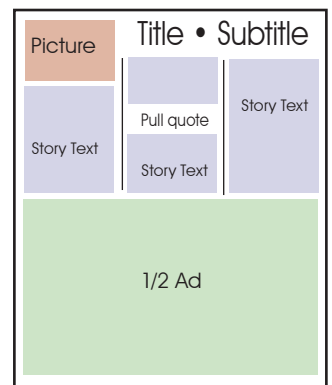 Title • Subtitle
Picture
Story Text
Pull quote
Story Text
Story Text
1/2 Ad